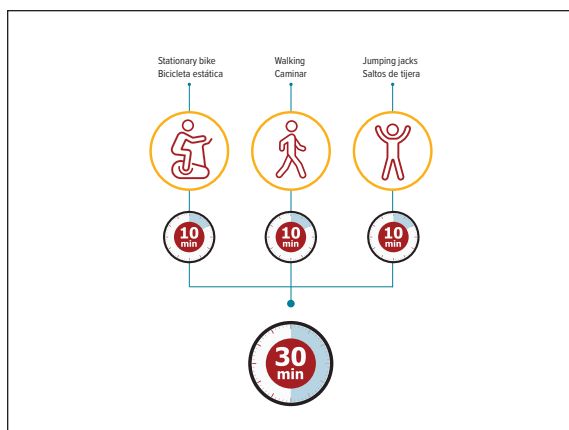 Stationary bike
Bicicleta estática
Walking
Caminar
Jumping jacks
Saltos de tijera
10
min
10
min
10
min
30
min